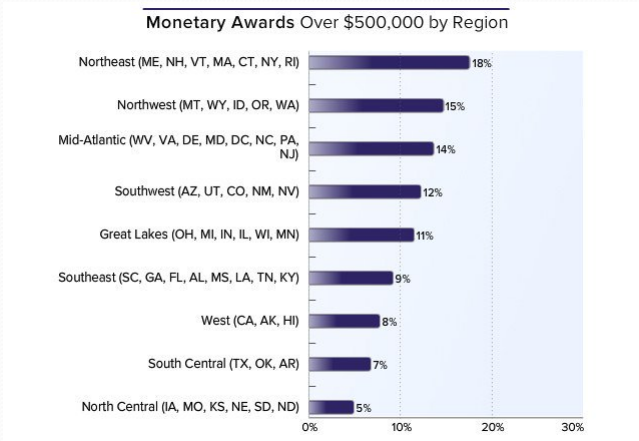 Monetary Awards Over $500,000 by Region
Northeast (ME, NH, VT, MA, CT, NY, RI) 18%
Northwest (MT, WY, ID, OR, WA) 15%
Mid-Atlantic (WV, VA, DE, MD, DC, NC, PA,
NJ) 14%
Southwest (AZ, UT, CO, NM, NV) 12%
Great Lakes (OH, MI, IN, IL, WI, MN) 11%
Southeast (SC, GA, FL, AL, MS, LA, TN, KY) 9%
West (CA, AK, HI) 8%
South Central (TX, OK, AR) 7%
North Central (IA, MO, KS, NE, SD, ND) 5%
0% 10% 20% 30%